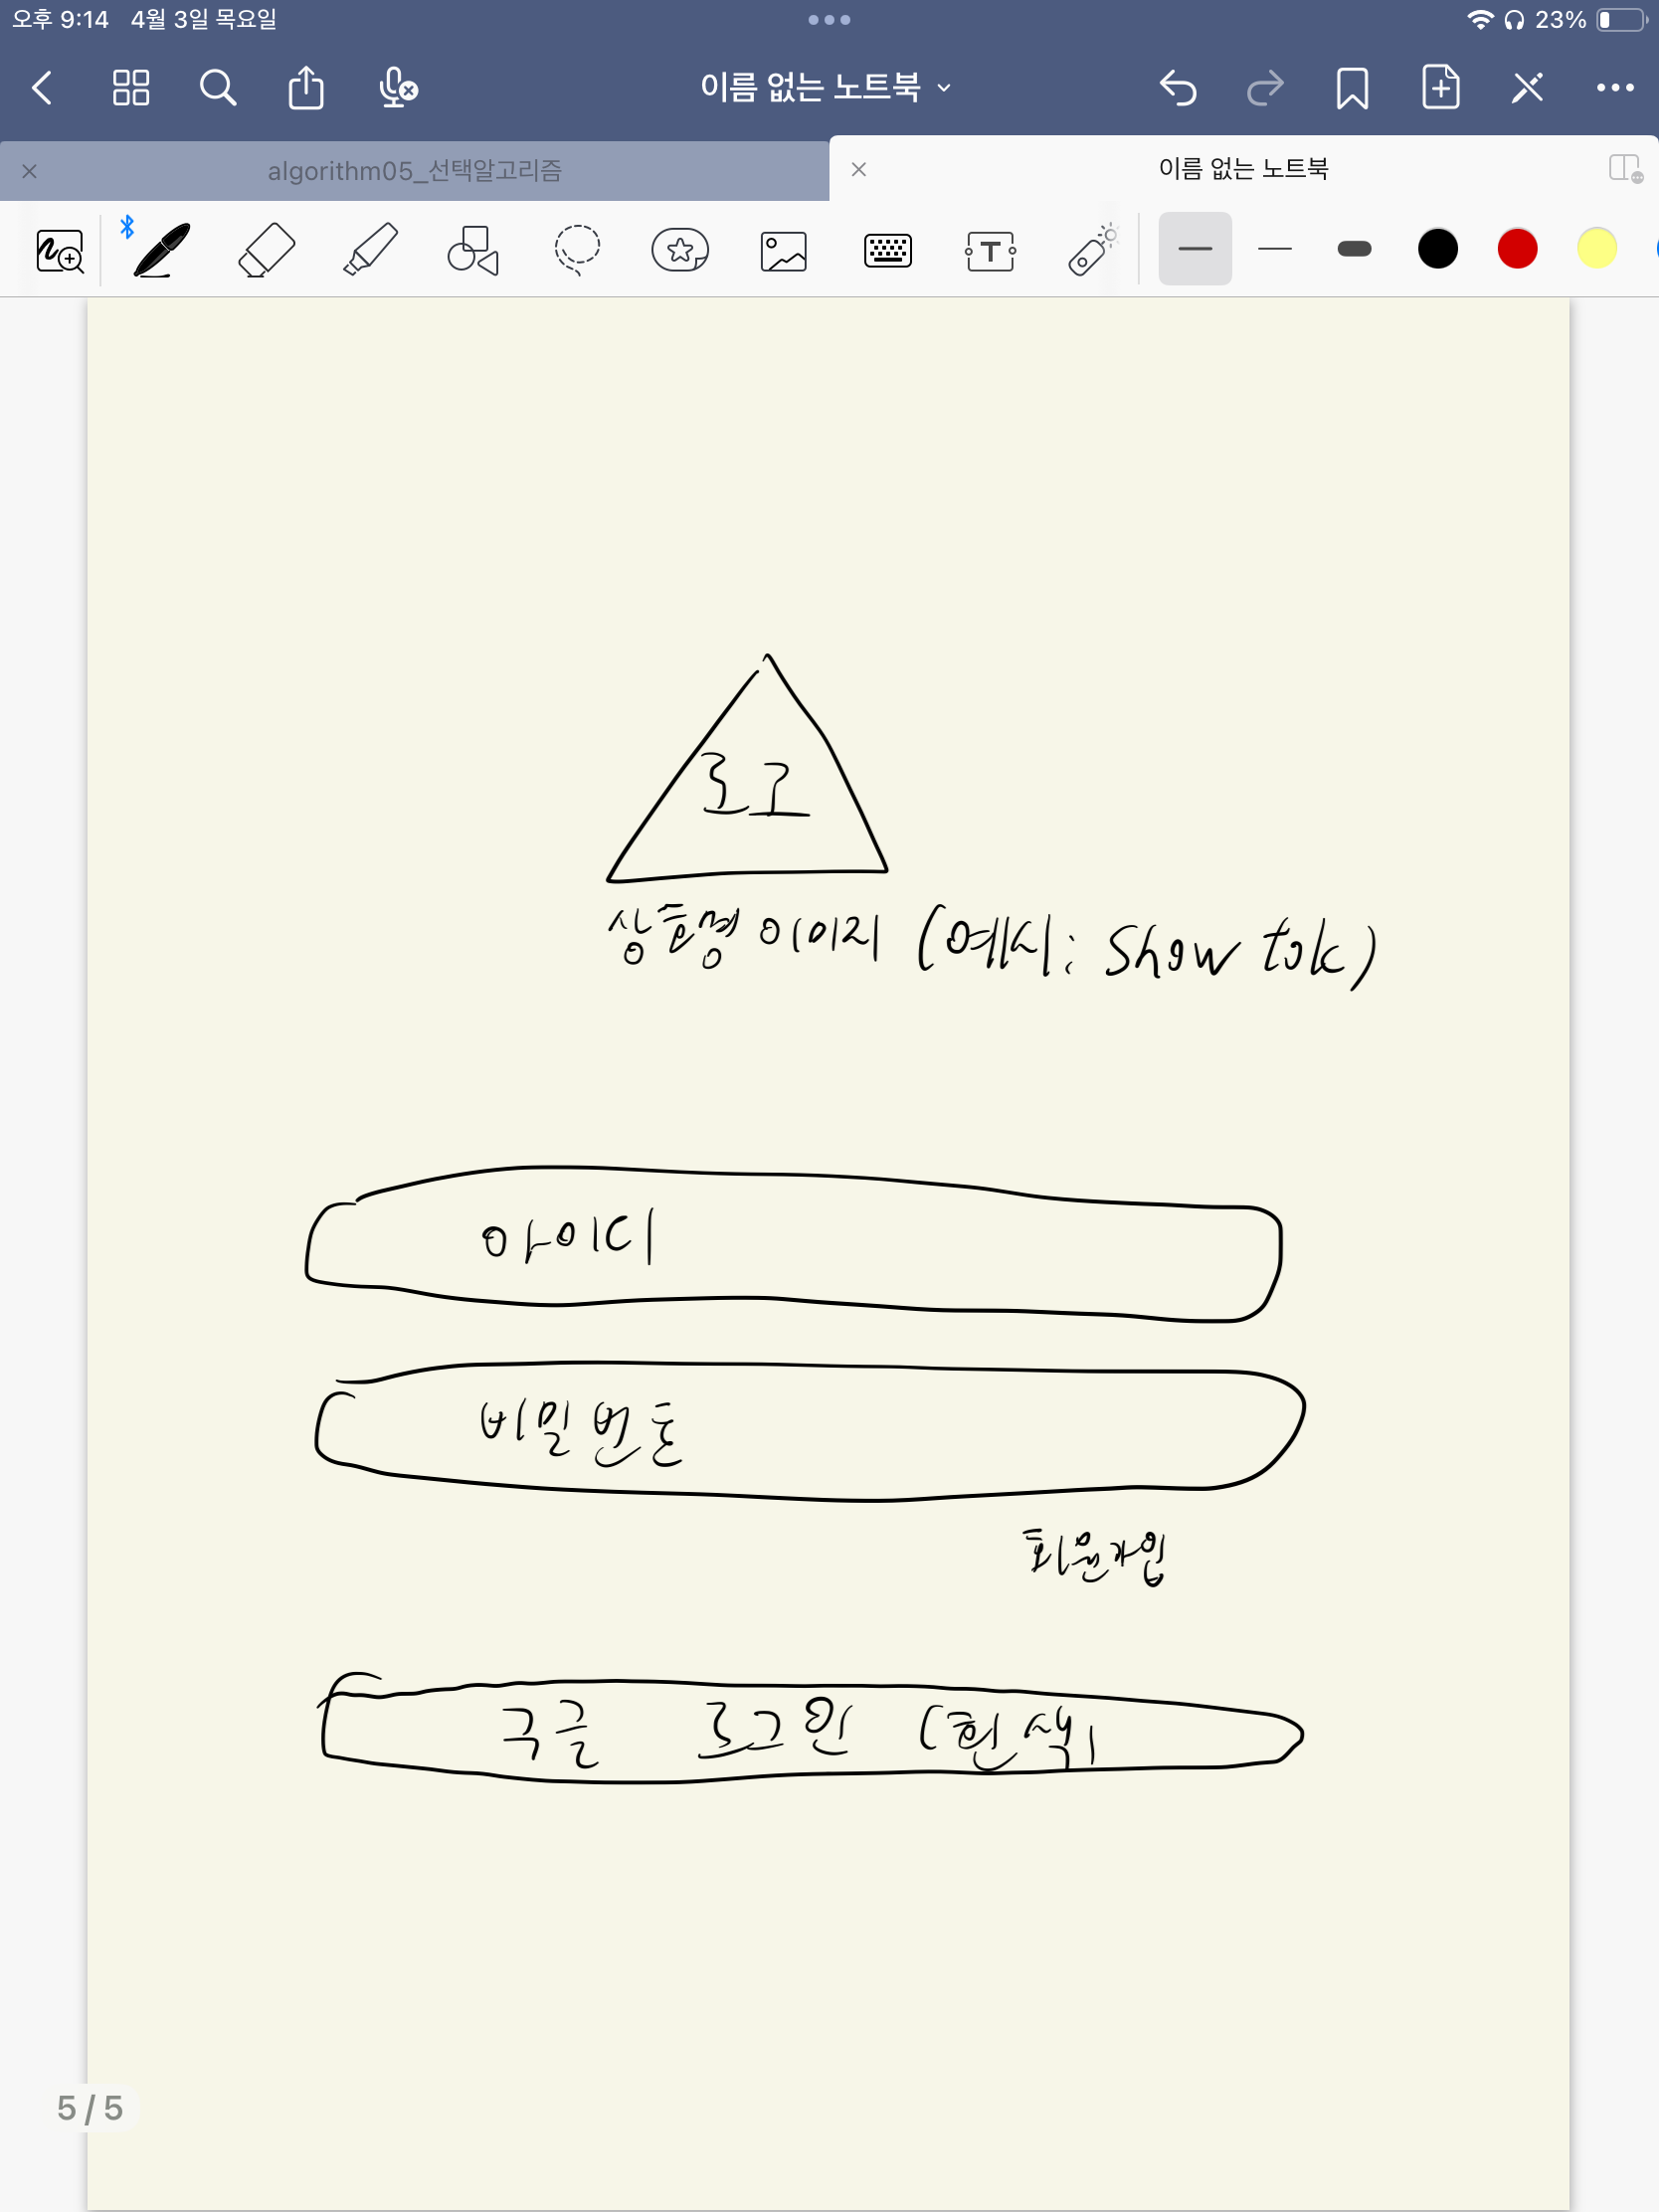 오후 9:14 4월 3일 목요일
23%
이름 없는 노트북
algorithm05_선택알고리즘
이름 없는 노트북
T
로고
상호명 이미지 (예시: Show tok)
아이디
비밀번호
회원가입
구글 로그인 (흰색)
5 / 5